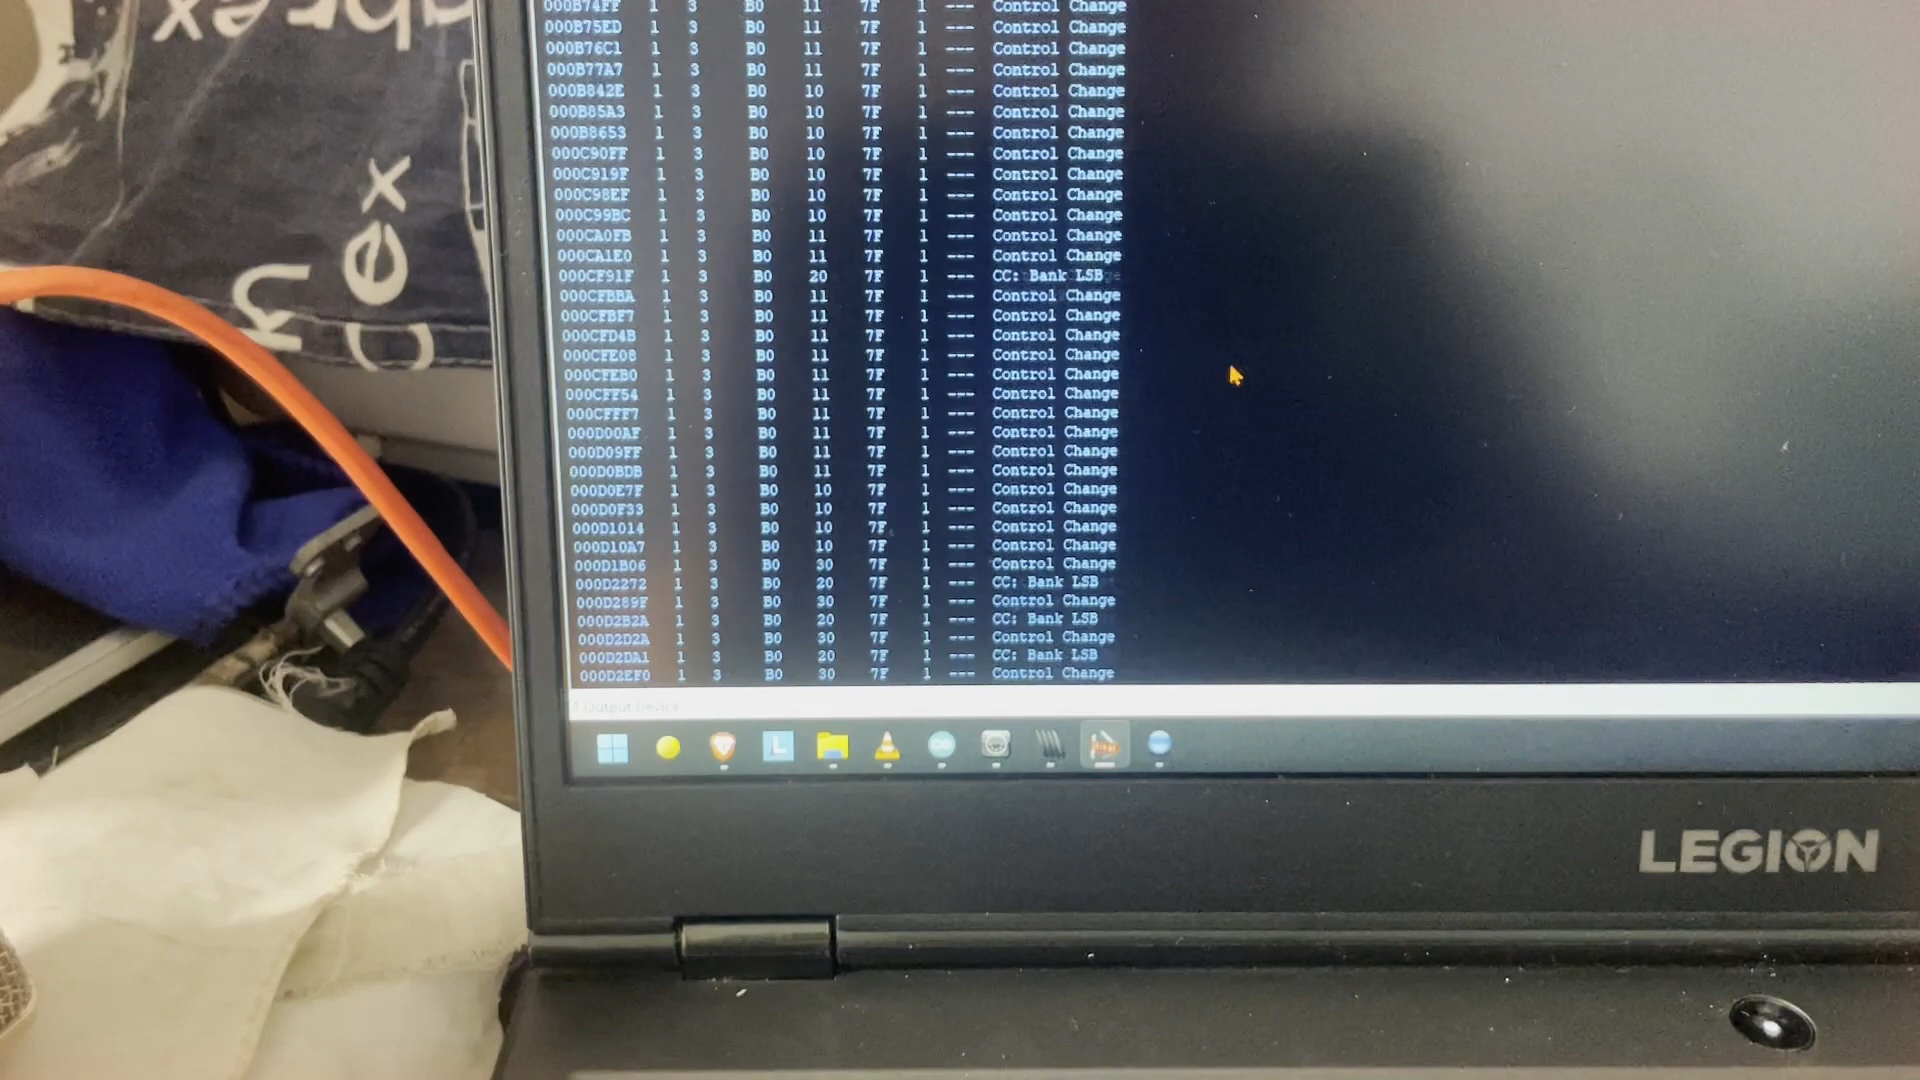 000B74FF 1 3 B0 11 7F 1 --- Control Change
000B75ED 1 3 B0 11 7F 1 --- Control Change
000B76C1 1 3 B0 11 7F 1 --- Control Change
000B77A7 1 3 B0 11 7F 1 --- Control Change
000B842E 1 3 B0 10 7F 1 --- Control Change
000B85A3 1 3 B0 10 7F 1 --- Control Change
000B8653 1 3 B0 10 7F 1 --- Control Change
000C90FF 1 3 B0 10 7F 1 --- Control Change
000C919F 1 3 B0 10 7F 1 --- Control Change
000C98EF 1 3 B0 10 7F 1 --- Control Change
000C99BC 1 3 B0 10 7F 1 --- Control Change
000CA0FB 1 3 B0 11 7F 1 --- Control Change
000CA1E0 1 3 B0 11 7F 1 --- Control Change
000CF91F 1 3 B0 20 7F 1 --- CC: Bank LSB
000CFBBA 1 3 B0 11 7F 1 --- Control Change
000CFBF7 1 3 B0 11 7F 1 --- Control Change
000CFD4B 1 3 B0 11 7F 1 --- Control Change
000CFE08 1 3 B0 11 7F 1 --- Control Change
000CFEB0 1 3 B0 11 7F 1 --- Control Change
000CFF54 1 3 B0 11 7F 1 --- Control Change
000CFFF7 1 3 B0 11 7F 1 --- Control Change
000D00AF 1 3 B0 11 7F 1 --- Control Change
000D09FF 1 3 B0 11 7F 1 --- Control Change
000D0BDB 1 3 B0 11 7F 1 --- Control Change
000D0E7F 1 3 B0 10 7F 1 --- Control Change
000D0F33 1 3 B0 10 7F 1 --- Control Change
000D1014 1 3 B0 10 7F 1 --- Control Change
000D10A7 1 3 B0 10 7F 1 --- Control Change
000D1B06 1 3 B0 30 7F 1 --- Control Change
000D2272 1 3 B0 20 7F 1 --- CC: Bank LSB
000D289F 1 3 B0 30 7F 1 --- Control Change
000D2B2A 1 3 B0 20 7F 1 --- CC: Bank LSB
000D2D2A 1 3 B0 30 7F 1 --- Control Change
000D2DA1 1 3 B0 20 7F 1 --- CC: Bank LSB
000D2EF0 1 3 B0 30 7F 1 --- Control Change
1 Output Device
LEGION